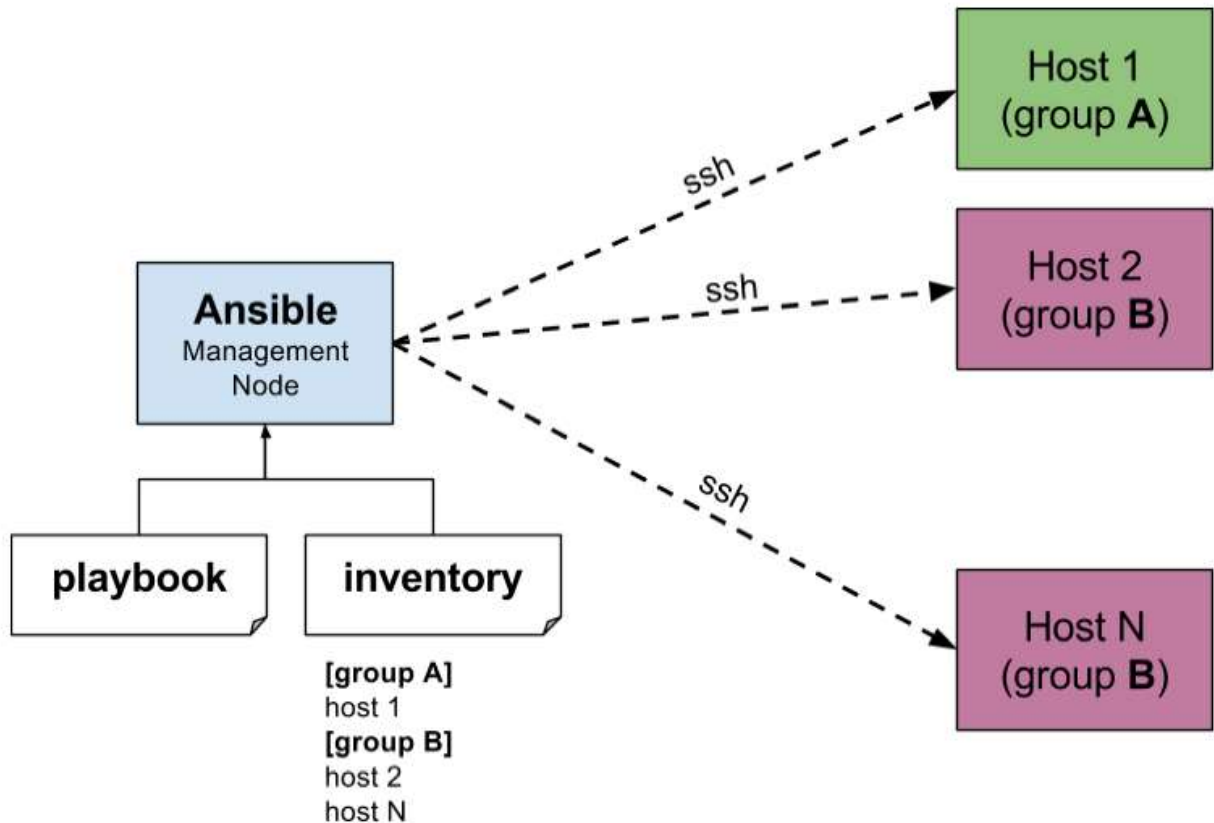 Host 1
(group A)
ssh
Host 2
(group B)
ssh
Ansible
Management
Node
ssh
playbook
inventory
Host N
(group B)
[group A]
host 1
[group B]
host 2
host N